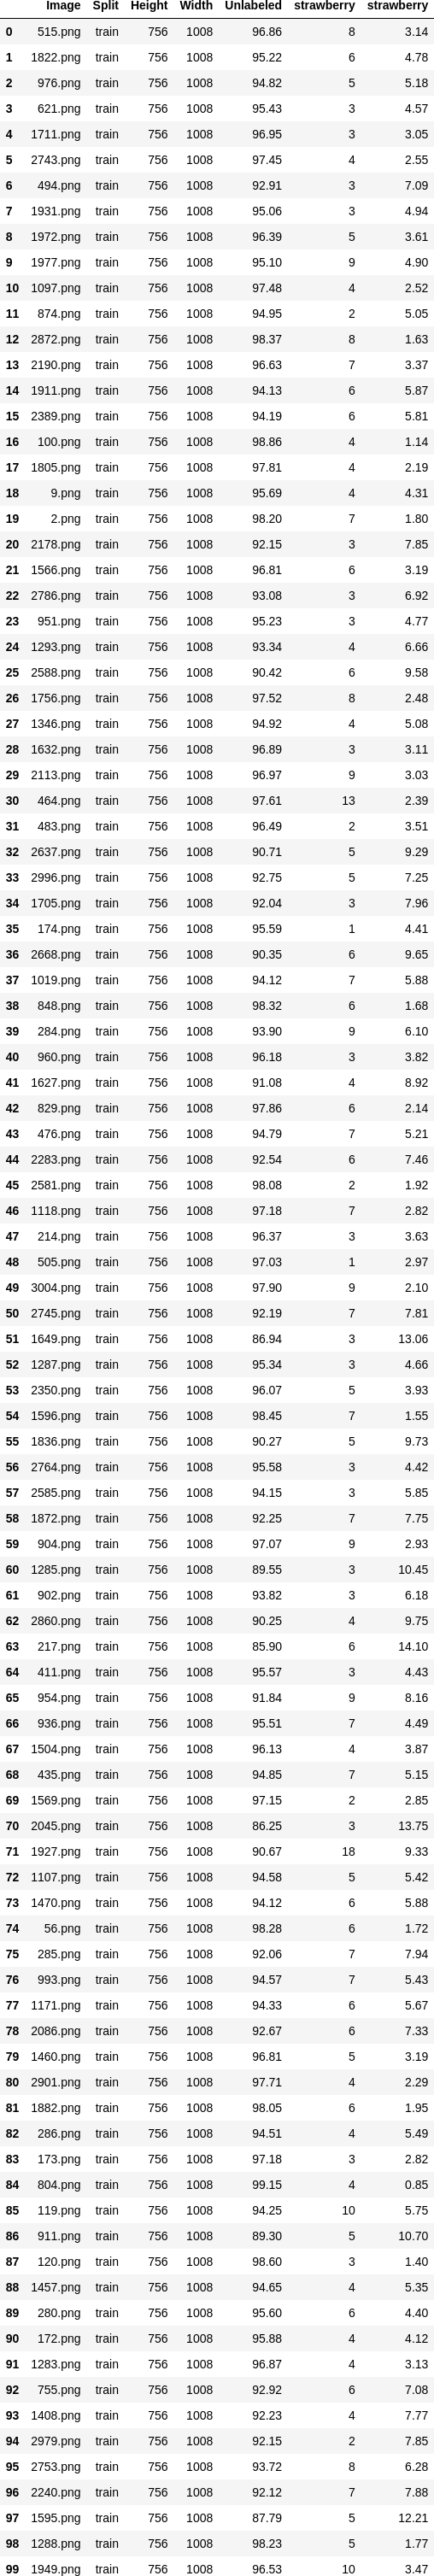 Image Split Height Width Unlabeled strawberry strawberry
0 515.png train 756 1008 96.86 8 3.14
1 1822.png train 756 1008 95.22 6 4.78
2 976.png train 756 1008 94.82 5 5.18
3 621.png train 756 1008 95.43 3 4.57
4 1711.png train 756 1008 96.95 3 3.05
5 2743.png train 756 1008 97.45 4 2.55
6 494.png train 756 1008 92.91 3 7.09
7 1931.png train 756 1008 95.06 3 4.94
8 1972.png train 756 1008 96.39 5 3.61
9 1977.png train 756 1008 95.10 9 4.90
10 1097.png train 756 1008 97.48 4 2.52
11 874.png train 756 1008 94.95 2 5.05
12 2872.png train 756 1008 98.37 8 1.63
13 2190.png train 756 1008 96.63 7 3.37
14 1911.png train 756 1008 94.13 6 5.87
15 2389.png train 756 1008 94.19 6 5.81
16 100.png train 756 1008 98.86 4 1.14
17 1805.png train 756 1008 97.81 4 2.19
18 9.png train 756 1008 95.69 4 4.31
19 2.png train 756 1008 98.20 7 1.80
20 2178.png train 756 1008 92.15 3 7.85
21 1566.png train 756 1008 96.81 6 3.19
22 2786.png train 756 1008 93.08 3 6.92
23 951.png train 756 1008 95.23 3 4.77
24 1293.png train 756 1008 93.34 4 6.66
25 2588.png train 756 1008 90.42 6 9.58
26 1756.png train 756 1008 97.52 8 2.48
27 1346.png train 756 1008 94.92 4 5.08
28 1632.png train 756 1008 96.89 3 3.11
29 2113.png train 756 1008 96.97 9 3.03
30 464.png train 756 1008 97.61 13 2.39
31 483.png train 756 1008 96.49 2 3.51
32 2637.png train 756 1008 90.71 5 9.29
33 2996.png train 756 1008 92.75 5 7.25
34 1705.png train 756 1008 92.04 3 7.96
35 174.png train 756 1008 95.59 1 4.41
36 2668.png train 756 1008 90.35 6 9.65
37 1019.png train 756 1008 94.12 7 5.88
38 848.png train 756 1008 98.32 6 1.68
39 284.png train 756 1008 93.90 9 6.10
40 960.png train 756 1008 96.18 3 3.82
41 1627.png train 756 1008 91.08 4 8.92
42 829.png train 756 1008 97.86 6 2.14
43 476.png train 756 1008 94.79 7 5.21
44 2283.png train 756 1008 92.54 6 7.46
45 2581.png train 756 1008 98.08 2 1.92
46 1118.png train 756 1008 97.18 7 2.82
47 214.png train 756 1008 96.37 3 3.63
48 505.png train 756 1008 97.03 1 2.97
49 3004.png train 756 1008 97.90 9 2.10
50 2745.png train 756 1008 92.19 7 7.81
51 1649.png train 756 1008 86.94 3 13.06
52 1287.png train 756 1008 95.34 3 4.66
53 2350.png train 756 1008 96.07 5 3.93
54 1596.png train 756 1008 98.45 7 1.55
55 1836.png train 756 1008 90.27 5 9.73
56 2764.png train 756 1008 95.58 3 4.42
57 2585.png train 756 1008 94.15 3 5.85
58 1872.png train 756 1008 92.25 7 7.75
59 904.png train 756 1008 97.07 9 2.93
60 1285.png train 756 1008 89.55 3 10.45
61 902.png train 756 1008 93.82 3 6.18
62 2860.png train 756 1008 90.25 4 9.75
63 217.png train 756 1008 85.90 6 14.10
64 411.png train 756 1008 95.57 3 4.43
65 954.png train 756 1008 91.84 9 8.16
66 936.png train 756 1008 95.51 7 4.49
67 1504.png train 756 1008 96.13 4 3.87
68 435.png train 756 1008 94.85 7 5.15
69 1569.png train 756 1008 97.15 2 2.85
70 2045.png train 756 1008 86.25 3 13.75
71 1927.png train 756 1008 90.67 18 9.33
72 1107.png train 756 1008 94.58 5 5.42
73 1470.png train 756 1008 94.12 6 5.88
74 56.png train 756 1008 98.28 6 1.72
75 285.png train 756 1008 92.06 7 7.94
76 993.png train 756 1008 94.57 7 5.43
77 1171.png train 756 1008 94.33 6 5.67
78 2086.png train 756 1008 92.67 6 7.33
79 1460.png train 756 1008 96.81 5 3.19
80 2901.png train 756 1008 97.71 4 2.29
81 1882.png train 756 1008 98.05 6 1.95
82 286.png train 756 1008 94.51 4 5.49
83 173.png train 756 1008 97.18 3 2.82
84 804.png train 756 1008 99.15 4 0.85
85 119.png train 756 1008 94.25 10 5.75
86 911.png train 756 1008 89.30 5 10.70
87 120.png train 756 1008 98.60 3 1.40
88 1457.png train 756 1008 94.65 4 5.35
89 280.png train 756 1008 95.60 6 4.40
90 172.png train 756 1008 95.88 4 4.12
91 1283.png train 756 1008 96.87 4 3.13
92 755.png train 756 1008 92.92 6 7.08
93 1408.png train 756 1008 92.23 4 7.77
94 2979.png train 756 1008 92.15 2 7.85
95 2753.png train 756 1008 93.72 8 6.28
96 2240.png train 756 1008 92.12 7 7.88
97 1595.png train 756 1008 87.79 5 12.21
98 1288.png train 756 1008 98.23 5 1.77
99 1949.png train 756 1008 96.53 10 3.47